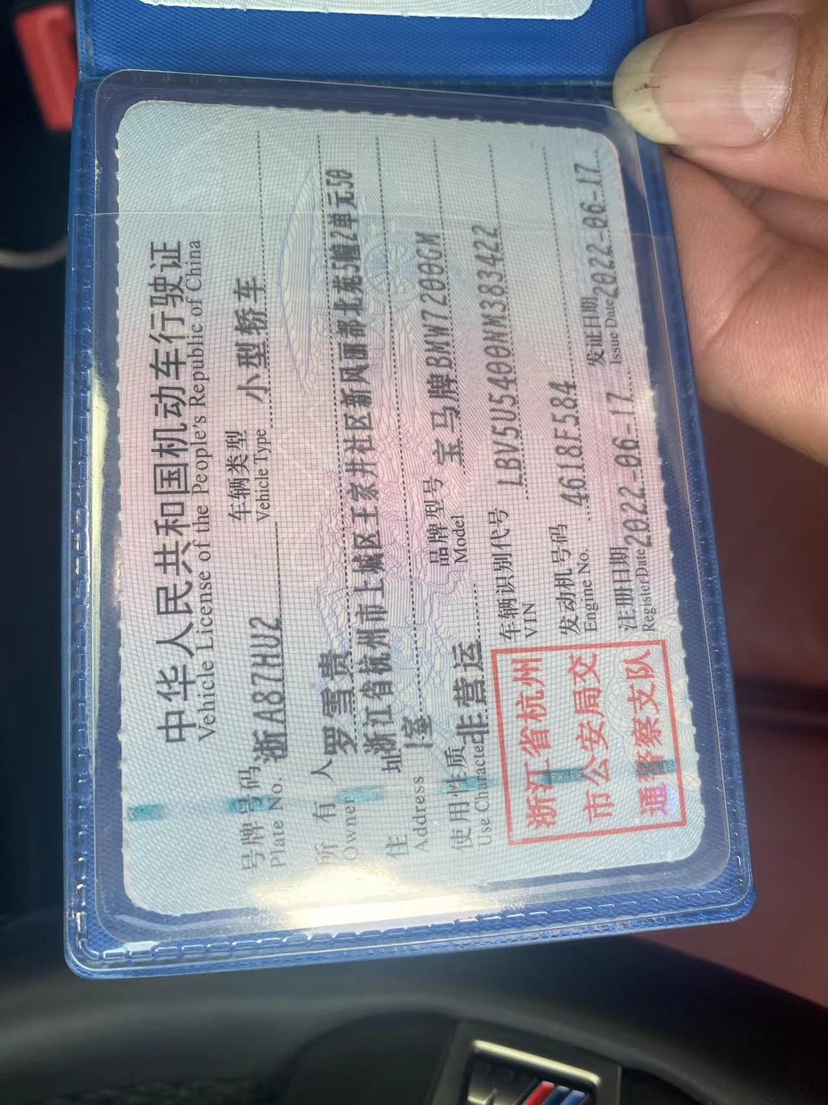 中华人民共和国机动车行驶证
Vehicle License of the People's Republic of China
号牌号码 浙A87HU2 车辆类型 小型轿车
Plate No. Vehicle Type
所有人 罗雪贵
Owner
住址 浙江省杭州市上城区王家井社区新风丽都北苑5幢2单元50
1室
Address
使用性质 非营运 品牌型号 宝马牌BMW7200GM
Use Character Model
浙江省杭州
市公安局交
通警察支队
车辆识别代号 LBV5U5400NM383422
VIN
发动机号码 4618F584
Engine No.
注册日期 2022-06-17 发证日期 2022-06-17
Register Date Issue Date